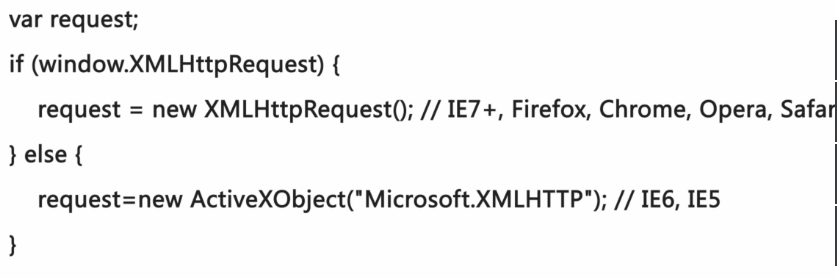 var request;
if (window.XMLHttpRequest) {
request = new XMLHttpRequest(); // IE7+, Firefox, Chrome, Opera, Safar
} else {
request=new ActiveXObject("Microsoft.XMLHTTP"); // IE6, IE5
}